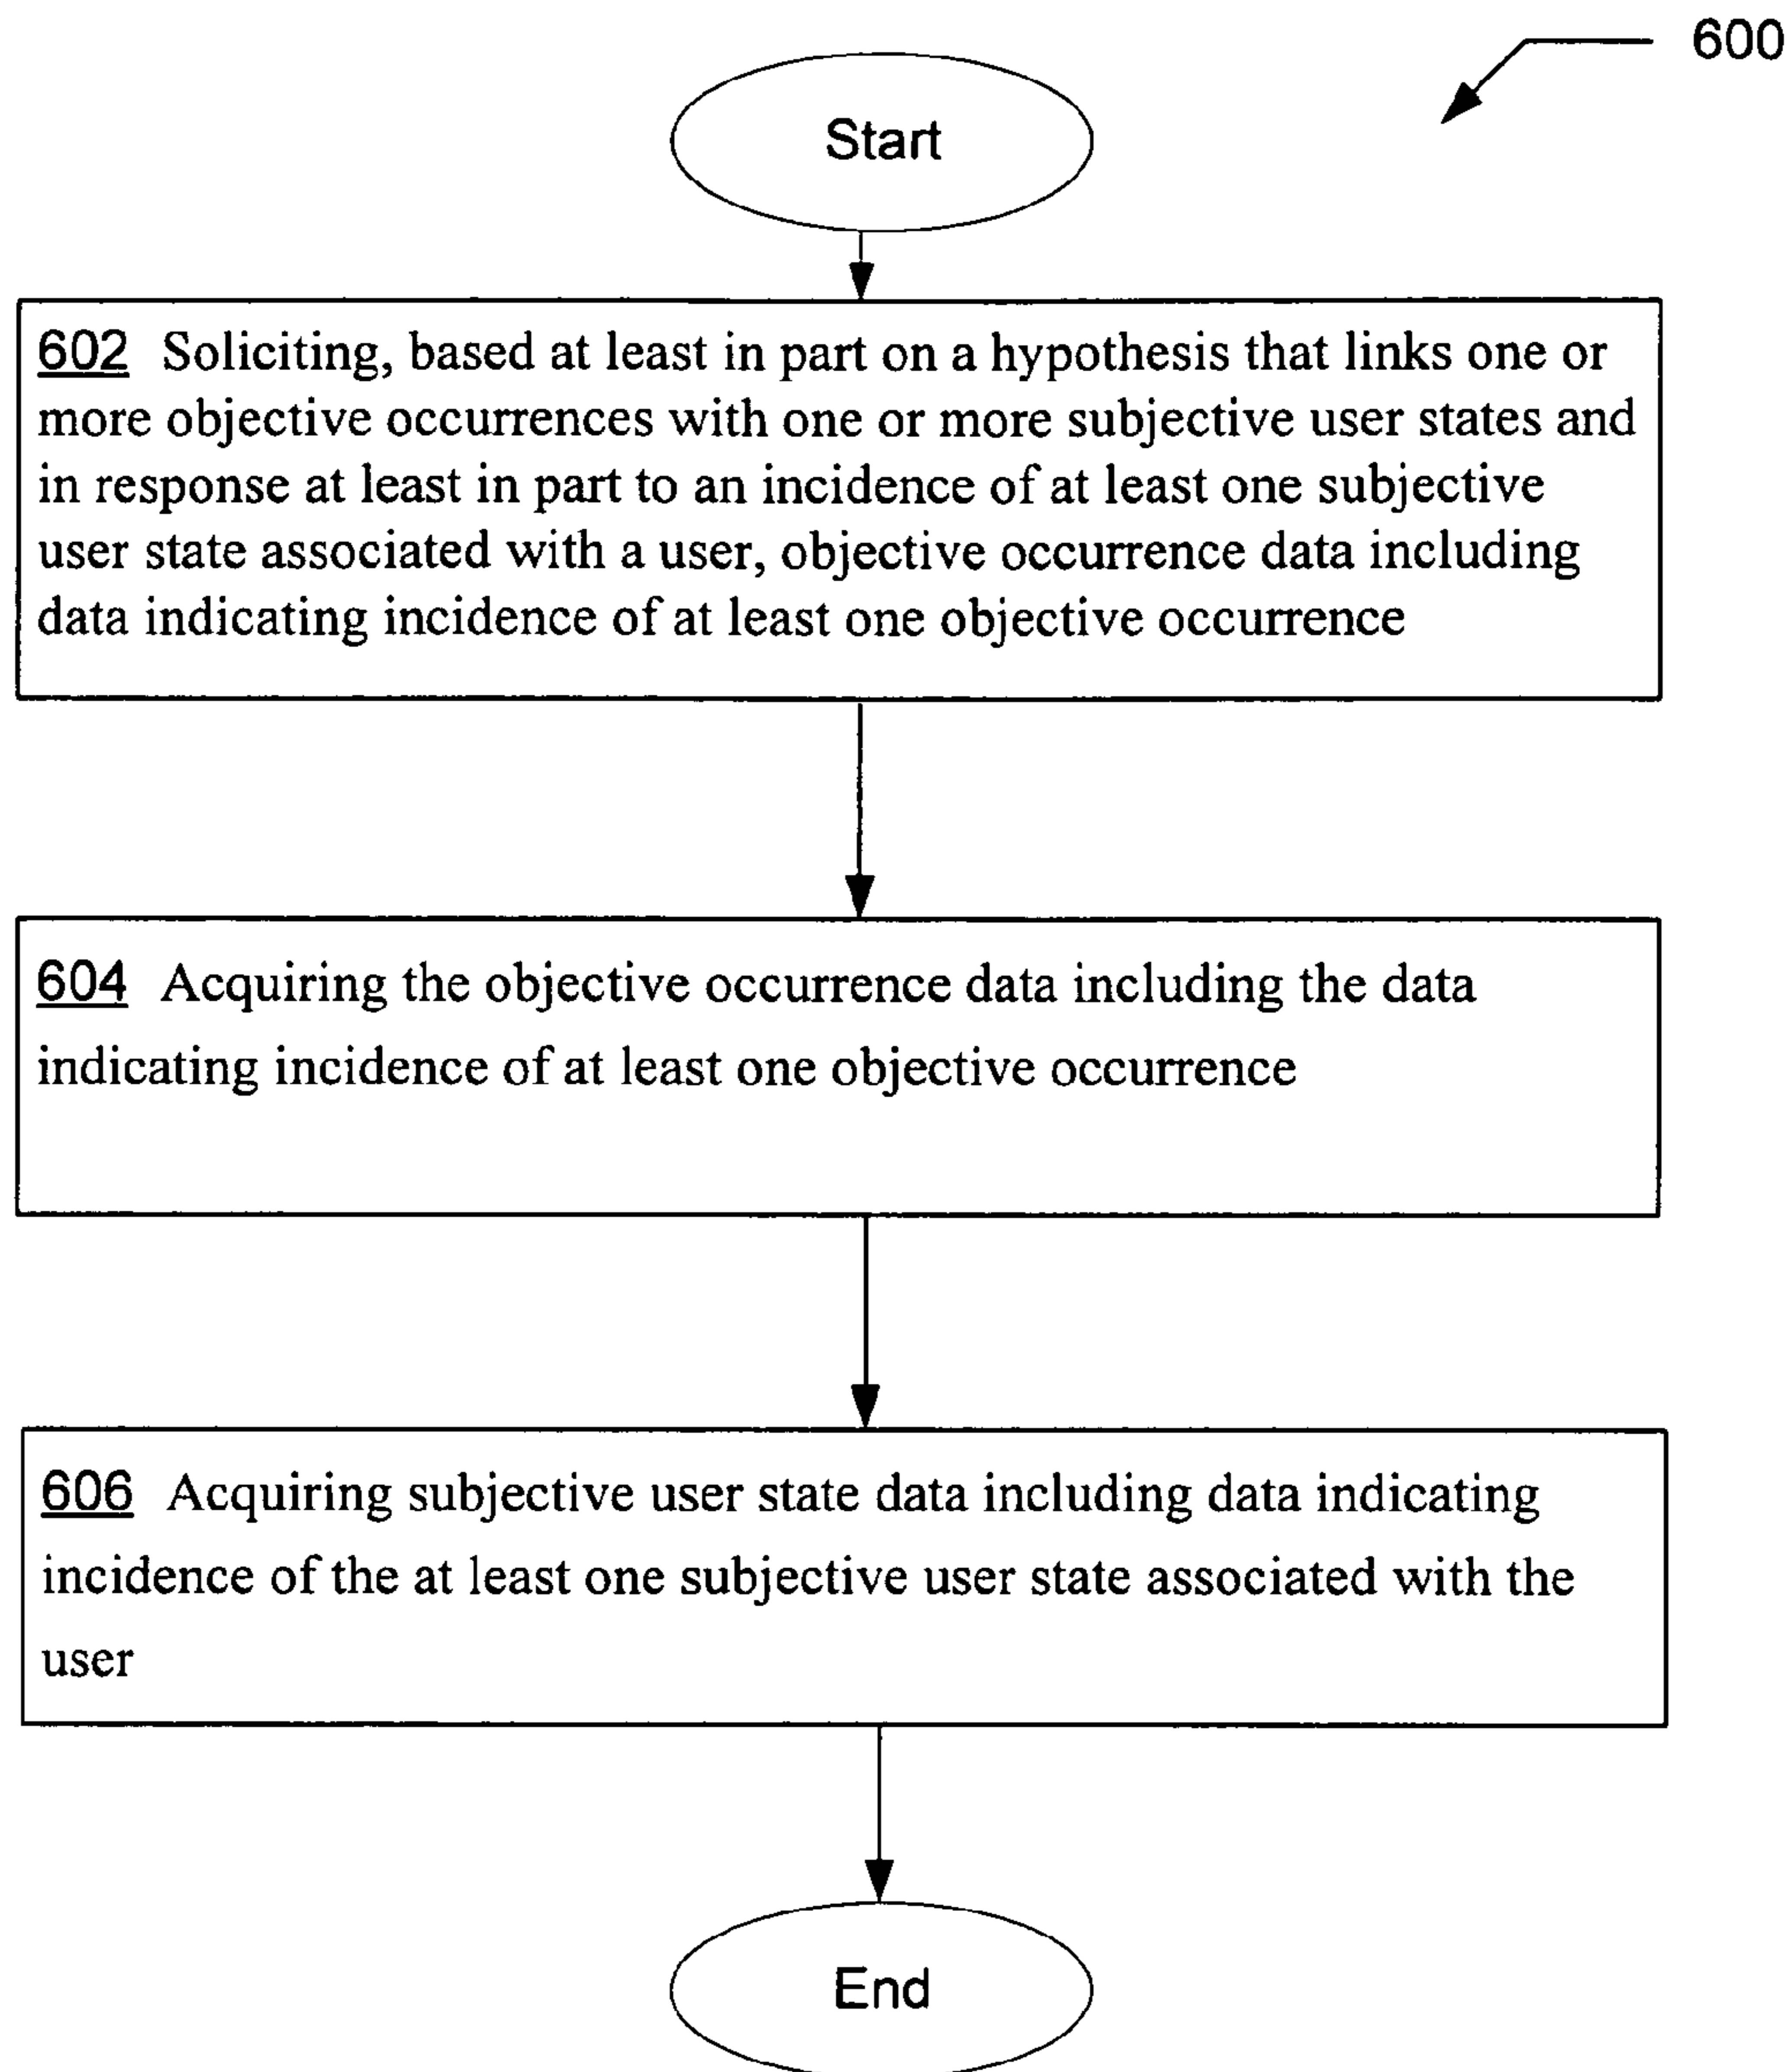 600
Start
602 Soliciting, based at least in part on a hypothesis that links one or
more objective occurrences with one or more subjective user states and
in response at least in part to an incidence of at least one subjective
user state associated with a user, objective occurrence data including
data indicating incidence of at least one objective occurrence
604 Acquiring the objective occurrence data including the data
indicating incidence of at least one objective occurrence
606 Acquiring subjective user state data including data indicating
incidence of the at least one subjective user state associated with the
user
End